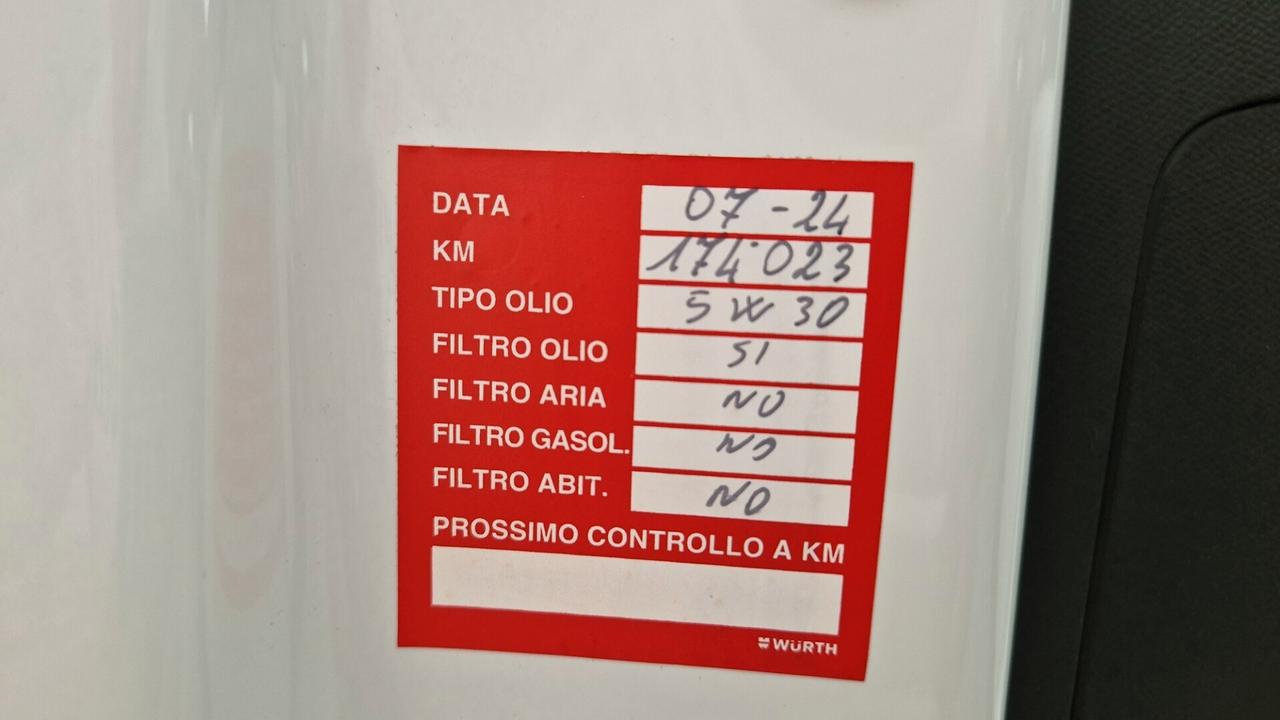 DATA 07-24
KM 174·023
TIPO OLIO 5W30
FILTRO OLIO SI
FILTRO ARIA NO
FILTRO GASOL. NO
FILTRO ABIT. NO
PROSSIMO CONTROLLO A KM
WÜRTH